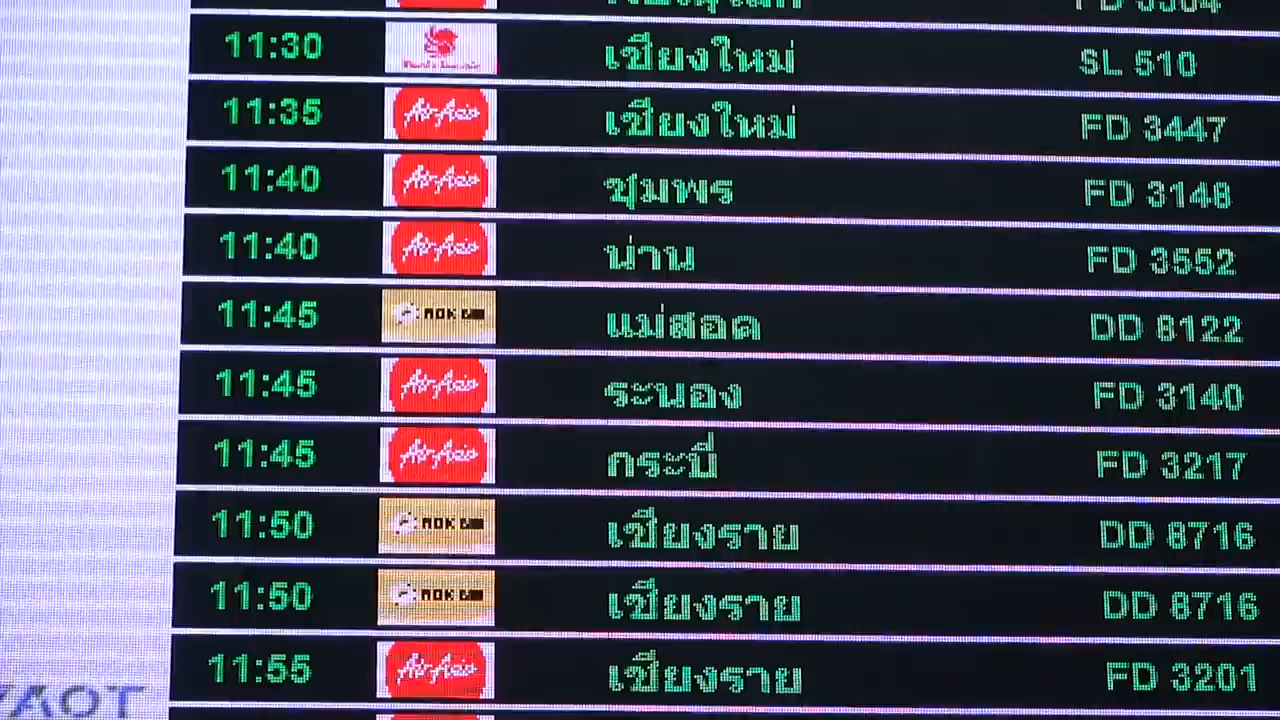 11:30 เชียงใหม่ SL 510
11:35 AirAsia เชียงใหม่ FD 3447
11:40 AirAsia ชุมพร FD 3148
11:40 AirAsia น่าน FD 3552
11:45 NOK แม่สอด DD 8122
11:45 AirAsia ระนอง FD 3140
11:45 AirAsia กระบี่ FD 3217
11:50 NOK เชียงราย DD 8716
11:50 NOK เชียงราย DD 8716
11:55 AirAsia เชียงราย FD 3201
AOT